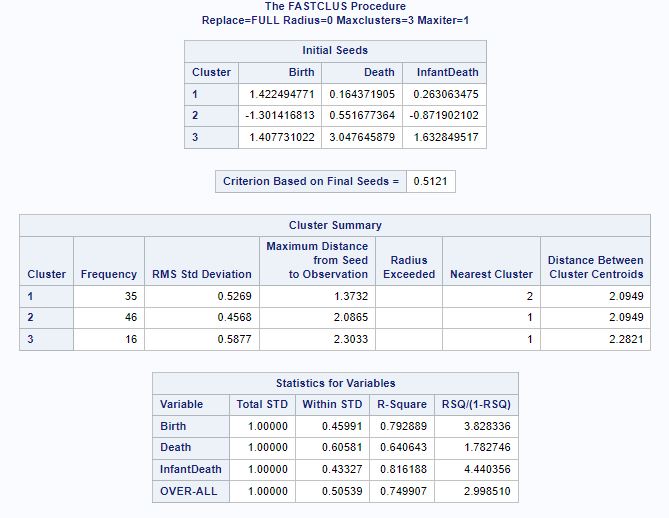 The FASTCLUS Procedure
Replace=FULL Radius=0 Maxclusters=3 Maxiter=1
Initial Seeds
Cluster Birth Death InfantDeath
1 1.422494771 0.164371905 0.263063475
2 -1.301416813 0.551677364 -0.871902102
3 1.407731022 3.047645879 1.632849517
Criterion Based on Final Seeds = 0.5121
Cluster Summary
Cluster Frequency RMS Std Deviation Maximum Distance from Seed to Observation Radius Exceeded Nearest Cluster Distance Between Cluster Centroids
1 35 0.5269 1.3732 2 2.0949
2 46 0.4568 2.0865 1 2.0949
3 16 0.5877 2.3033 1 2.2821
Statistics for Variables
Variable Total STD Within STD R-Square RSQ/(1-RSQ)
Birth 1.00000 0.45991 0.792889 3.828336
Death 1.00000 0.60581 0.640643 1.782746
InfantDeath 1.00000 0.43327 0.816188 4.440356
OVER-ALL 1.00000 0.50539 0.749907 2.998510